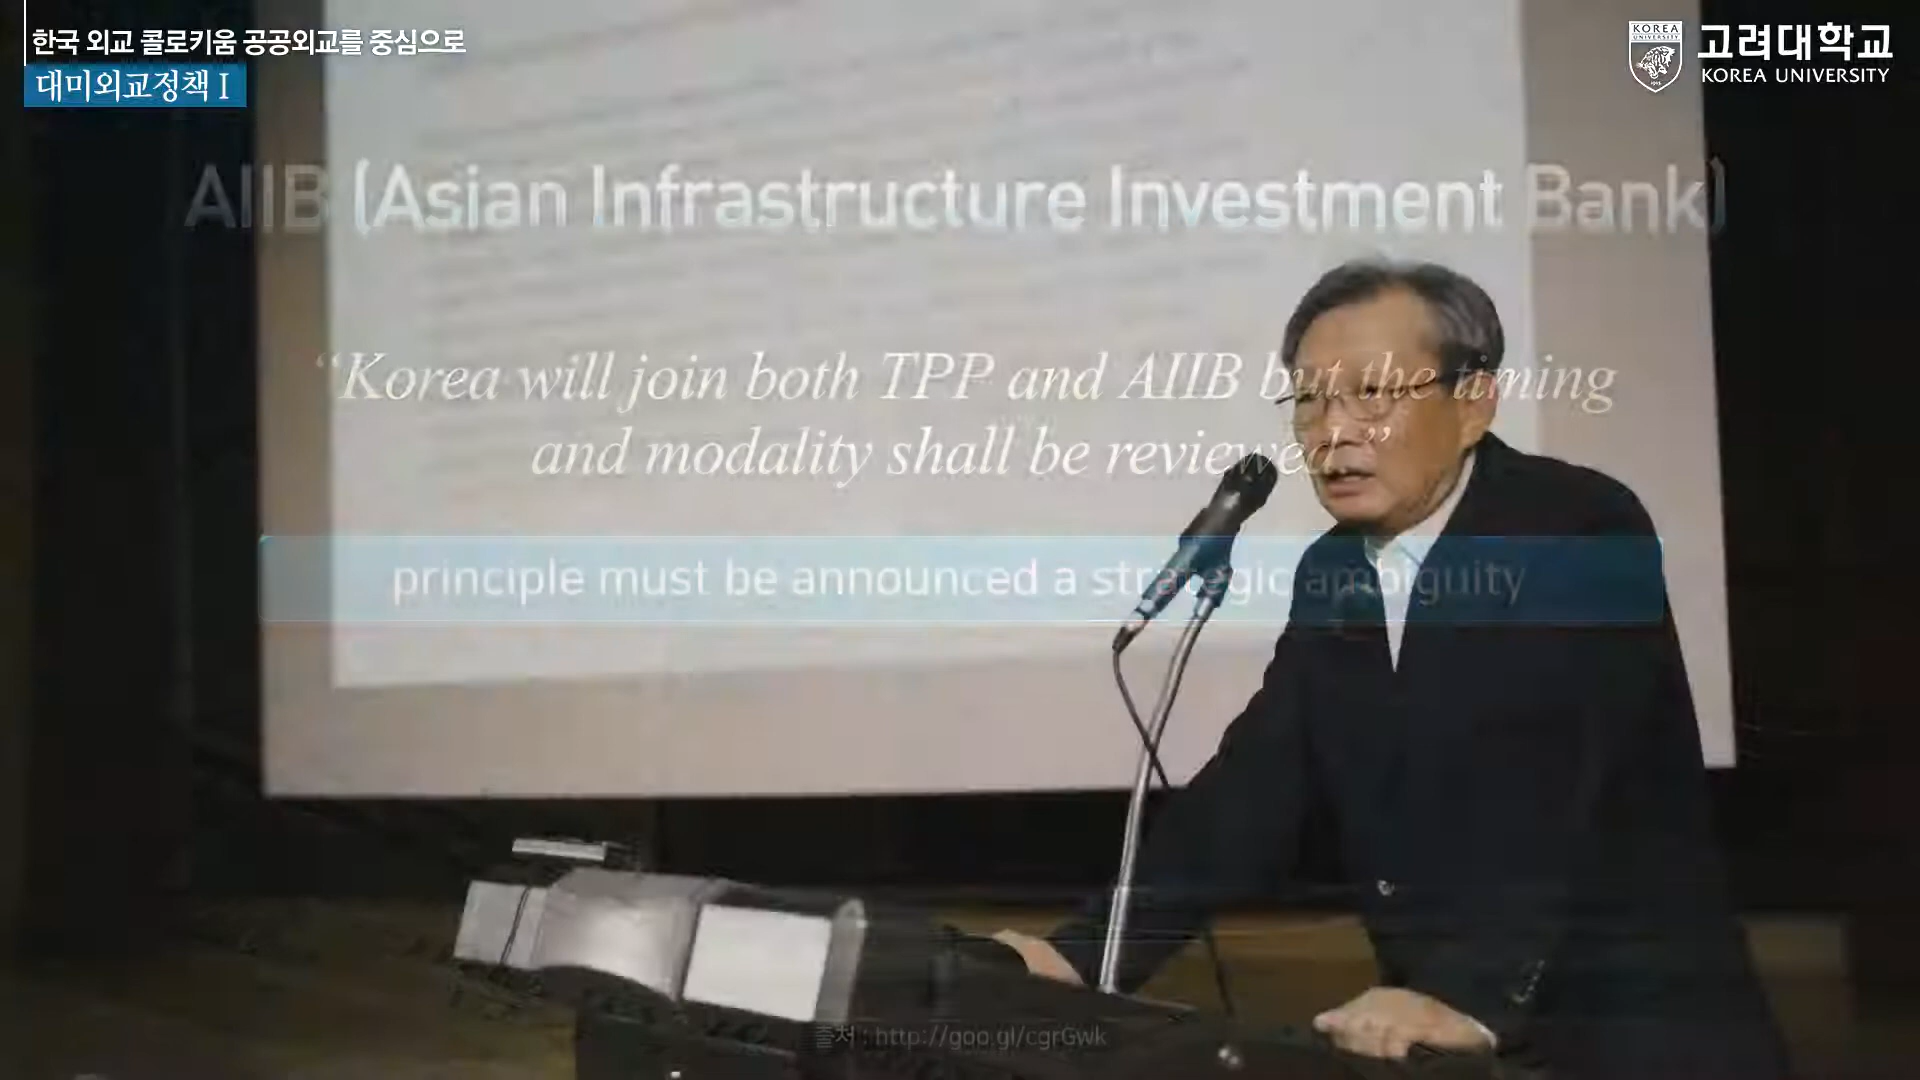 한국 외교 콜로키움 공공외교를 중심으로
대미외교정책 I
KOREA
UNIVERSITY
고려대학교
KOREA UNIVERSITY
AIIB (Asian Infrastructure Investment Bank)
“Korea will join both TPP and AIIB but the timing
and modality shall be reviewed.”
principle must be announced a strategic ambiguity
출처 : http://goo.gl/cgrGwk